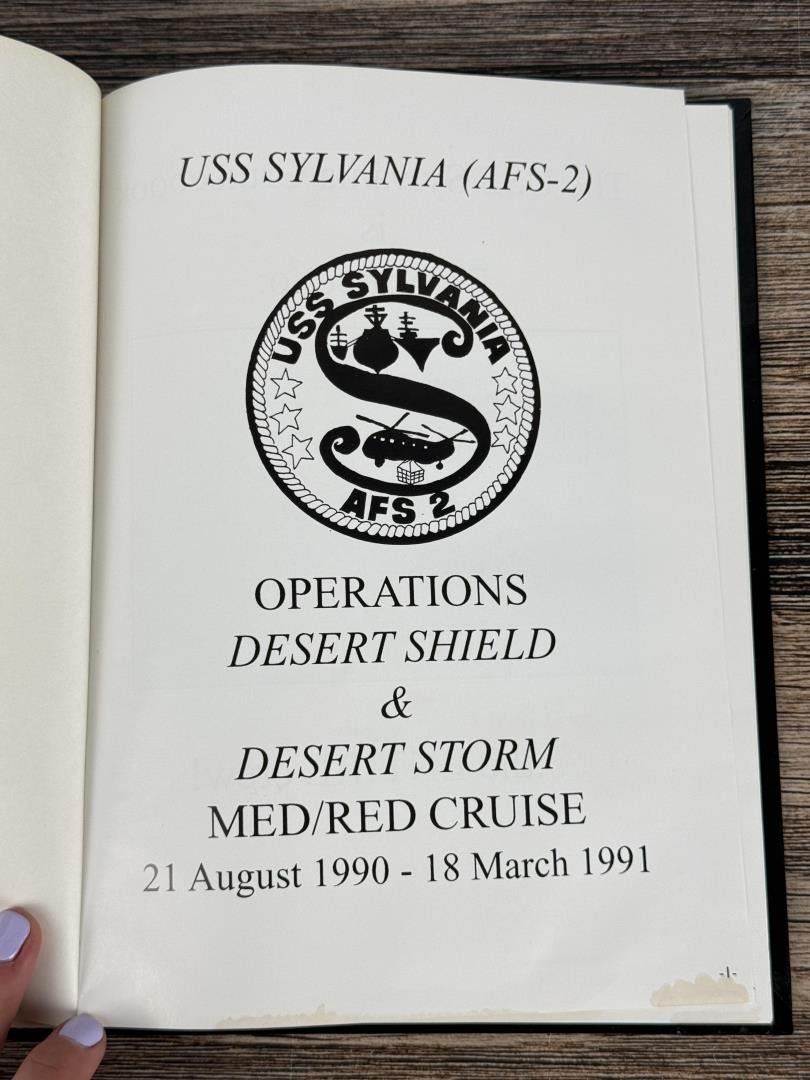 USS SYLVANIA (AFS-2)
USS SYLVANIA
AFS 2
OPERATIONS
DESERT SHIELD
&
DESERT STORM
MED/RED CRUISE
21 August 1990 - 18 March 1991
-1-